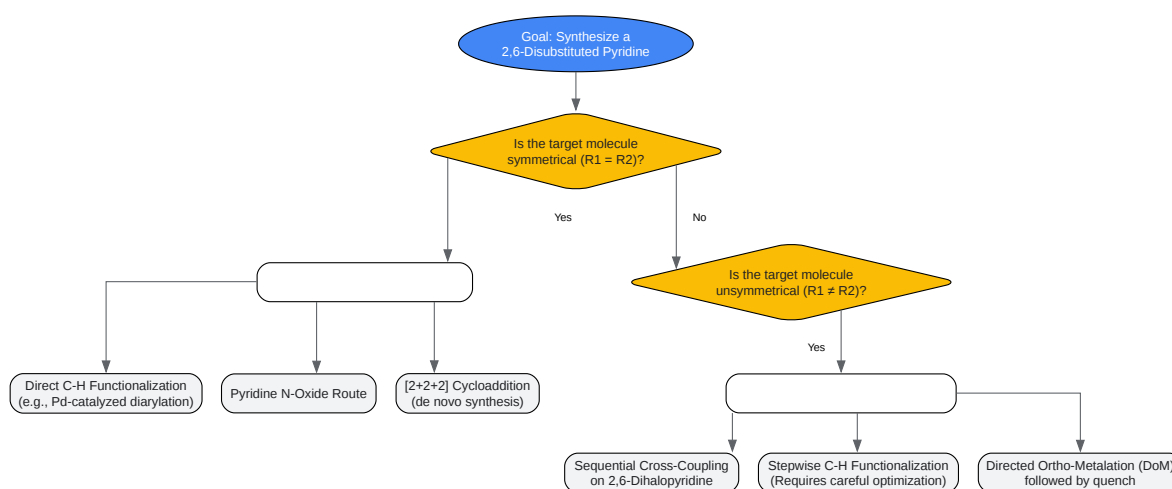 Goal: Synthesize a
2,6-Disubstituted Pyridine
Is the target molecule
symmetrical (R1 = R2)?
Yes
No
Is the target molecule
unsymmetrical (R1 ≠ R2)?
Yes
Direct C-H Functionalization
(e.g., Pd-catalyzed diarylation)
Pyridine N-Oxide Route
[2+2+2] Cycloaddition
(de novo synthesis)
Sequential Cross-Coupling
on 2,6-Dihalopyridine
Stepwise C-H Functionalization
(Requires careful optimization)
Directed Ortho-Metalation (DoM)
followed by quench